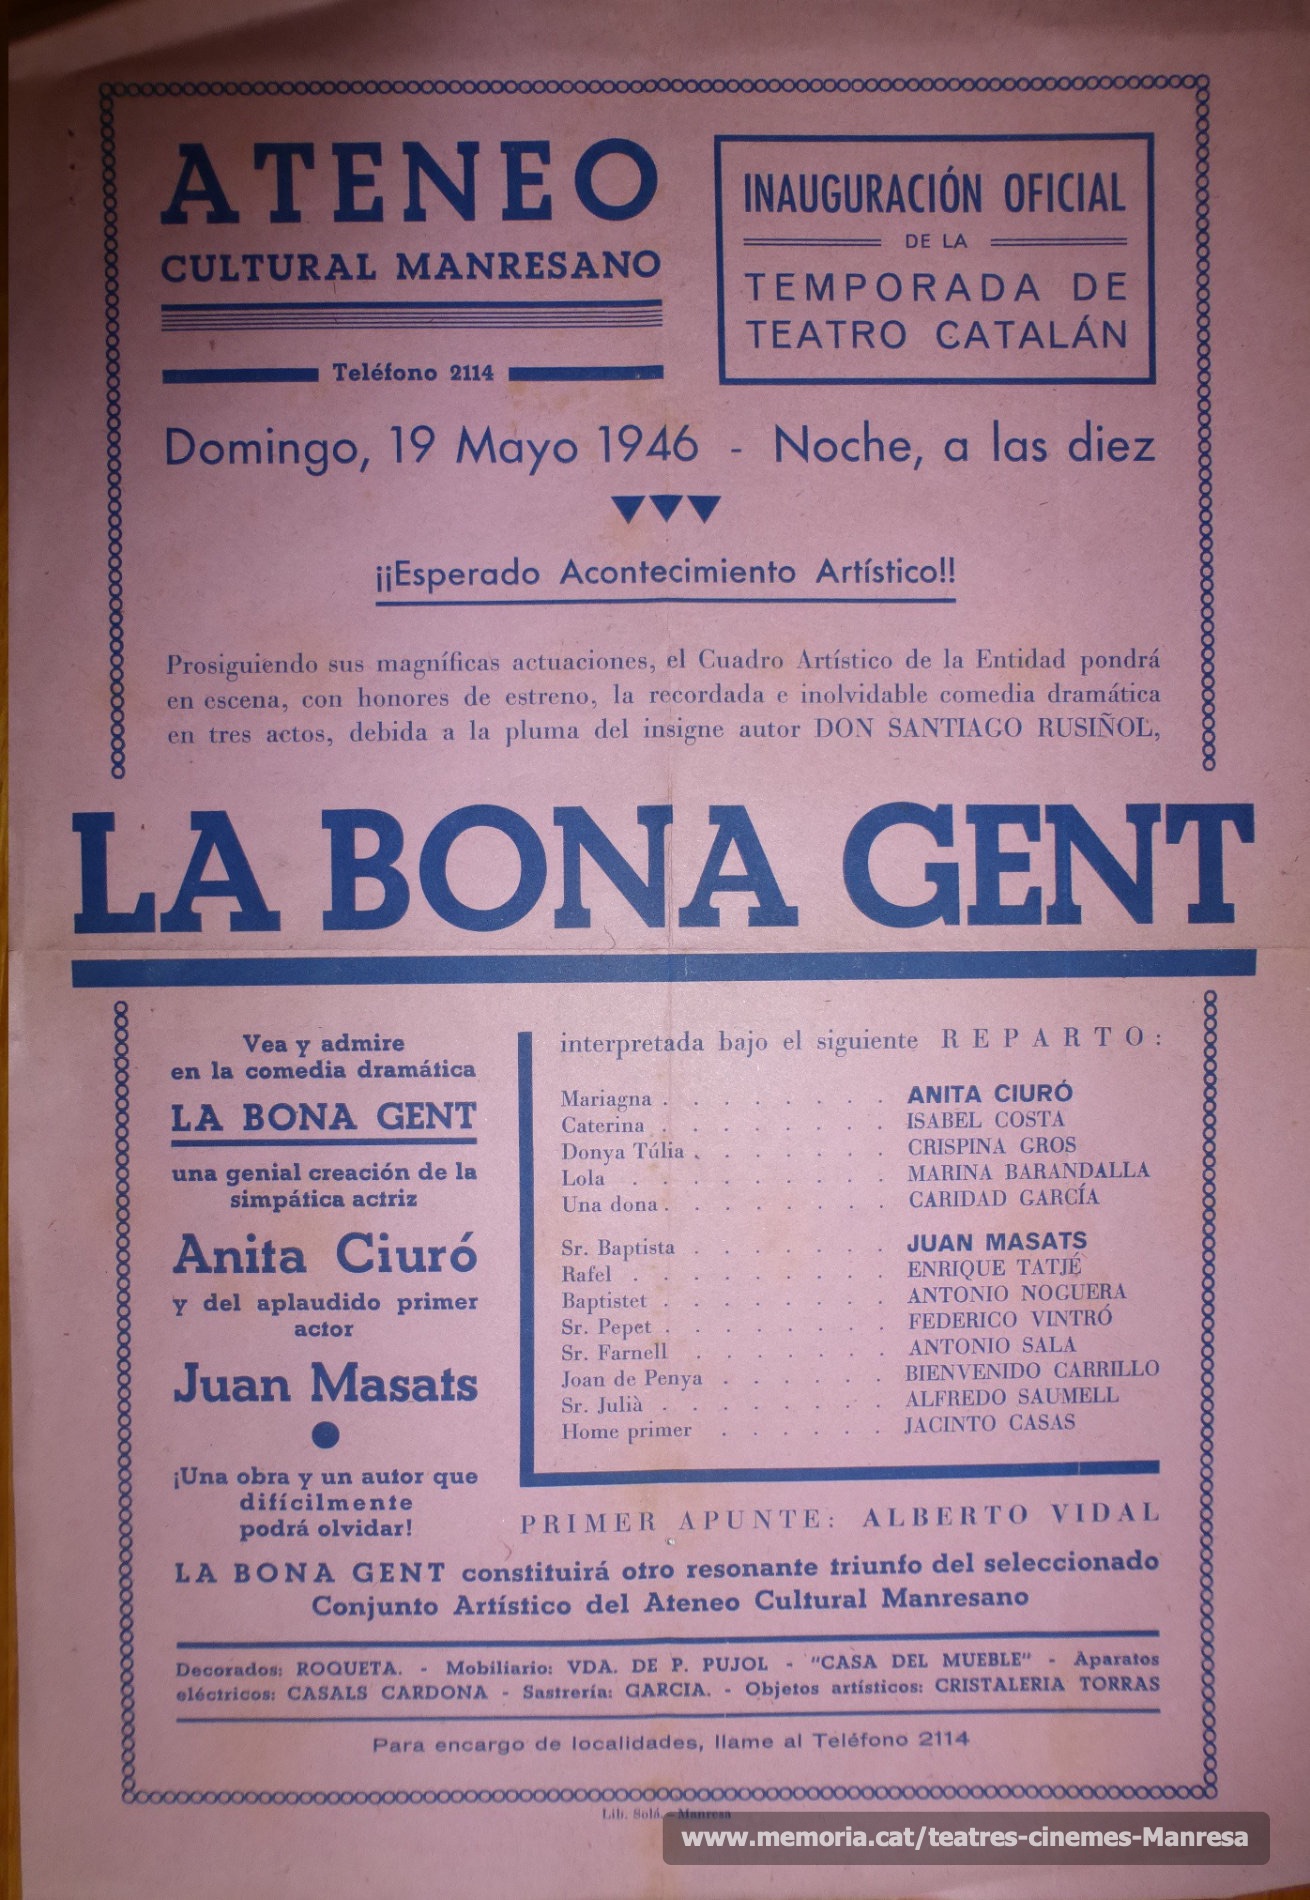 ATENEO
CULTURAL MANRESANO
Teléfono 2114
INAUGURACIÓN OFICIAL
DE LA
TEMPORADA DE
TEATRO CATALÁN
Domingo, 19 Mayo 1946 - Noche, a las diez
¡¡Esperado Acontecimiento Artístico!!
Prosiguiendo sus magníficas actuaciones, el Cuadro Artístico de la Entidad pondrá
en escena, con honores de estreno, la recordada e inolvidable comedia dramática
en tres actos, debida a la pluma del insigne autor DON SANTIAGO RUSIÑOL,
LA BONA GENT
Vea y admire
en la comedia dramática
LA BONA GENT
una genial creación de la
simpática actriz
Anita Ciuró
y del aplaudido primer
actor
Juan Masats
¡Una obra y un autor que
difícilmente
podrá olvidar!
interpretada bajo el siguiente REPARTO:
Mariagna . . . . . . . . ANITA CIURÓ
Caterina . . . . . . . . ISABEL COSTA
Donya Túlia . . . . . . . CRISPINA GROS
Lola . . . . . . . . . MARINA BARANDALLA
Una dona . . . . . . . . CARIDAD GARCÍA
Sr. Baptista . . . . . . . JUAN MASATS
Rafel . . . . . . . . . ENRIQUE TATJÉ
Baptistet . . . . . . . . ANTONIO NOGUERA
Sr. Pepet . . . . . . . . FEDERICO VINTRÓ
Sr. Farnell . . . . . . . ANTONIO SALA
Joan de Penya . . . . . . BIENVENIDO CARRILLO
Sr. Julià . . . . . . . . ALFREDO SAUMELL
Home primer . . . . . . JACINTO CASAS
PRIMER APUNTE: ALBERTO VIDAL
LA BONA GENT constituirá otro resonante triunfo del seleccionado
Conjunto Artístico del Ateneo Cultural Manresano
Decorados: ROQUETA. - Mobiliario: VDA. DE P. PUJOL - "CASA DEL MUEBLE" - Aparatos
eléctricos: CASALS CARDONA - Sastrería: GARCIA. - Objetos artísticos: CRISTALERIA TORRAS
Para encargo de localidades, llame al Teléfono 2114
Lib. Solá. - Manresa
www.memoria.cat/teatres-cinemes-Manresa